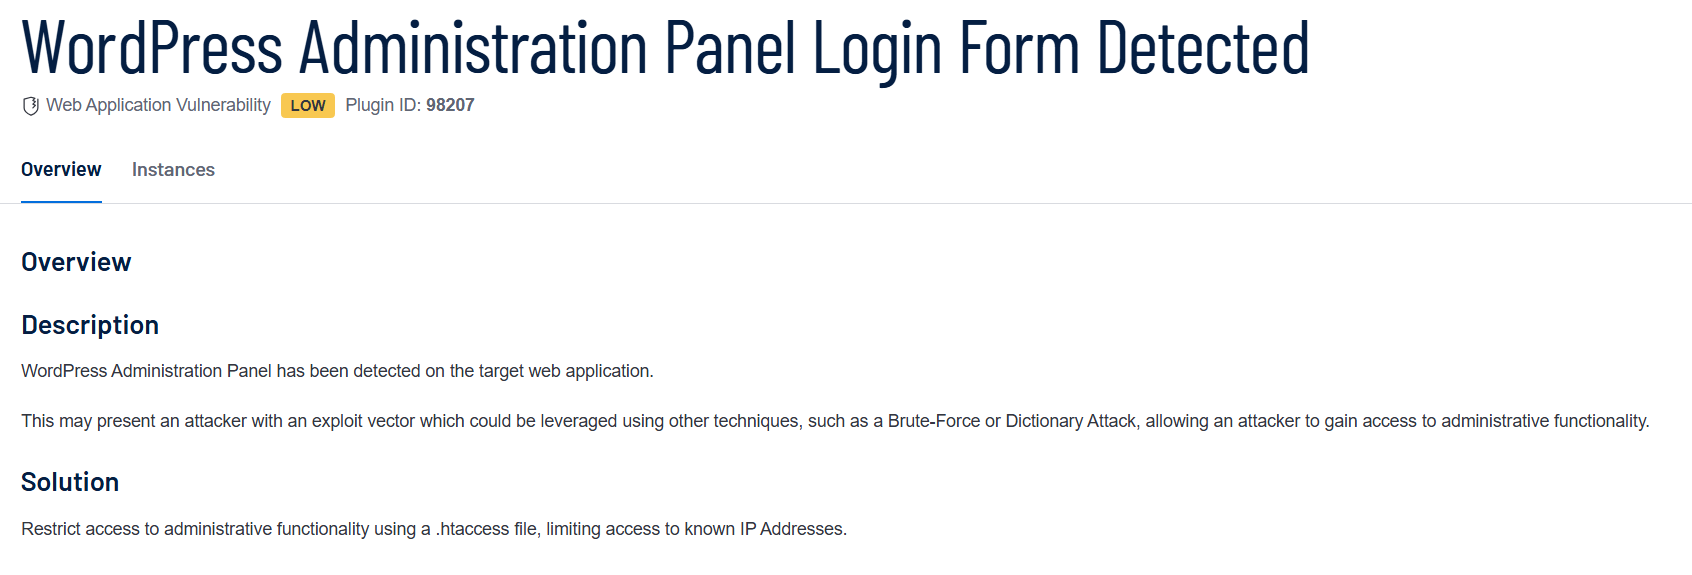 WordPress Administration Panel Login Form Detected
Web Application Vulnerability LOW Plugin ID: 98207
Overview Instances
Overview
Description
WordPress Administration Panel has been detected on the target web application.
This may present an attacker with an exploit vector which could be leveraged using other techniques, such as a Brute-Force or Dictionary Attack, allowing an attacker to gain access to administrative functionality.
Solution
Restrict access to administrative functionality using a .htaccess file, limiting access to known IP Addresses.